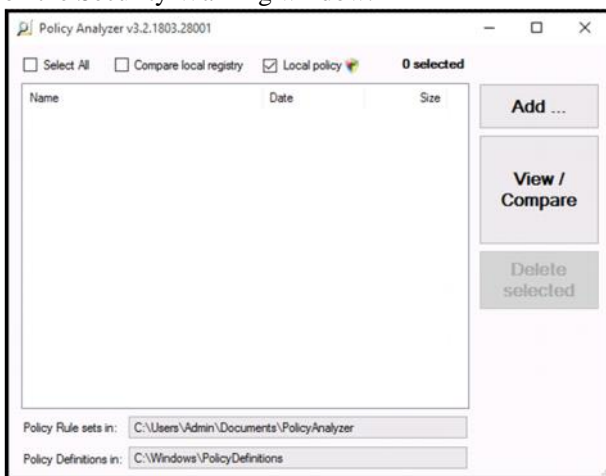 Policy Analyzer v3.2.1803.28001
Select All Compare local registry Local policy 0 selected
Name Date Size
Add ...
View /
Compare
Delete
selected
Policy Rule sets in: C:\Users\Admin\Documents\PolicyAnalyzer
Policy Definitions in: C:\Windows\PolicyDefinitions